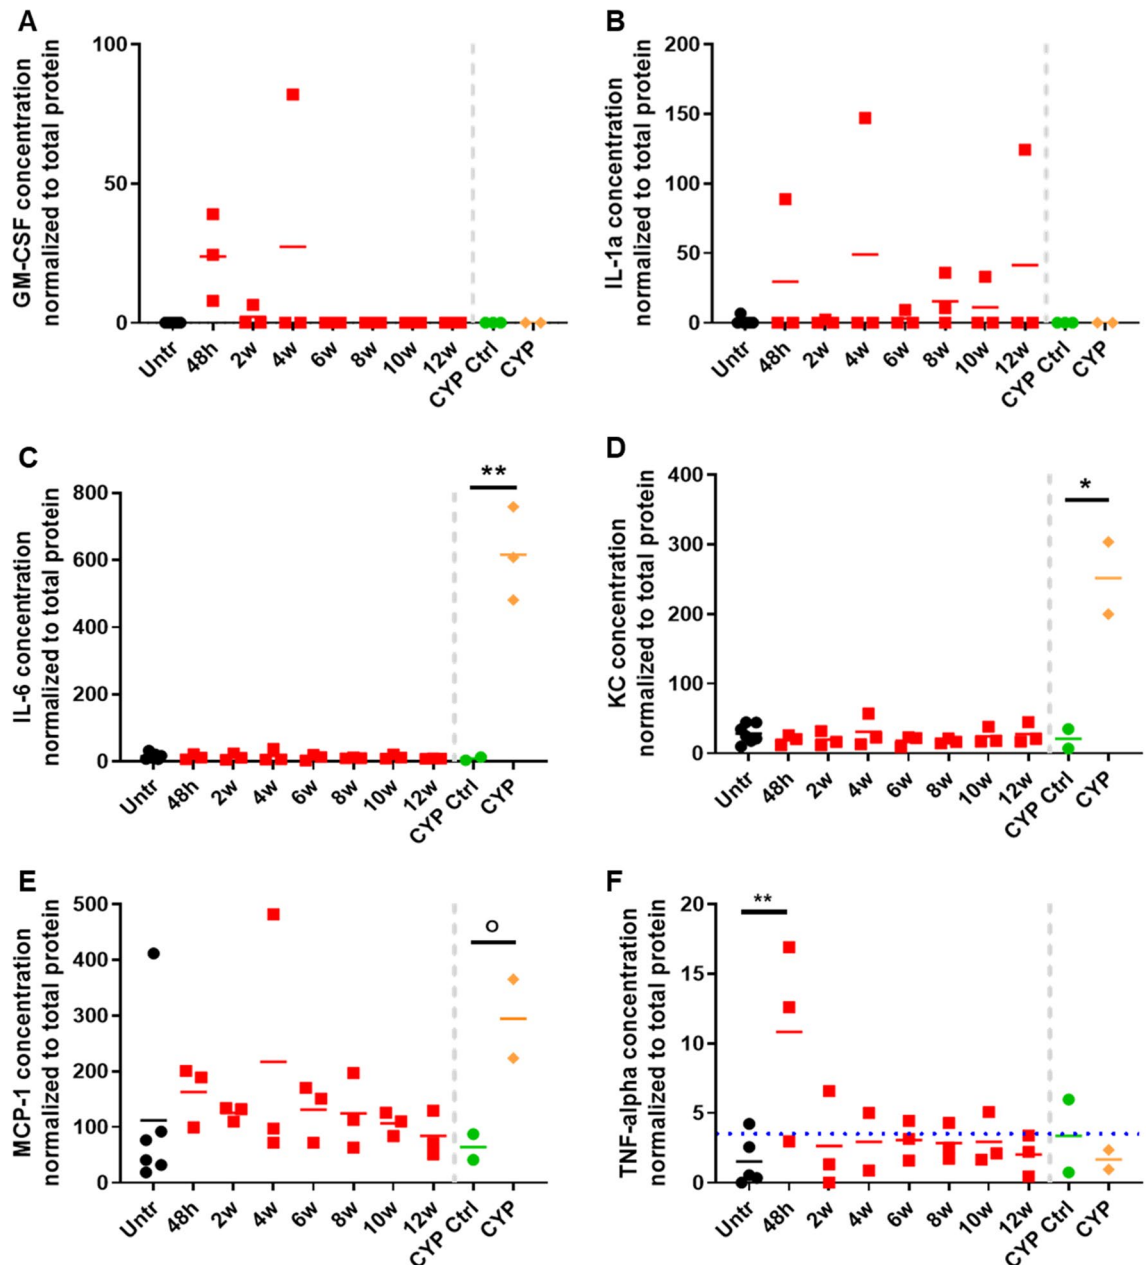 A
GM-CSF concentration
normalized to total protein
100
50
0
Untr
48h
2w
4w
6w
8w
10w
12w
CYP Ctrl
CYP
B
IL-1a concentration
normalized to total protein
200
150
100
50
0
Untr
48h
2w
4w
6w
8w
10w
12w
CYP Ctrl
CYP
C
IL-6 concentration
normalized to total protein
800
600
400
200
0
**
Untr
48h
2w
4w
6w
8w
10w
12w
CYP Ctrl
CYP
D
KC concentration
normalized to total protein
400
300
200
100
0
*
Untr
48h
2w
4w
6w
8w
10w
12w
CYP Ctrl
CYP
E
MCP-1 concentration
normalized to total protein
500
400
300
200
100
0
Untr
48h
2w
4w
6w
8w
10w
12w
CYP Ctrl
CYP
F
TNF-alpha concentration
normalized to total protein
20
15
10
5
0
**
Untr
48h
2w
4w
6w
8w
10w
12w
CYP Ctrl
CYP